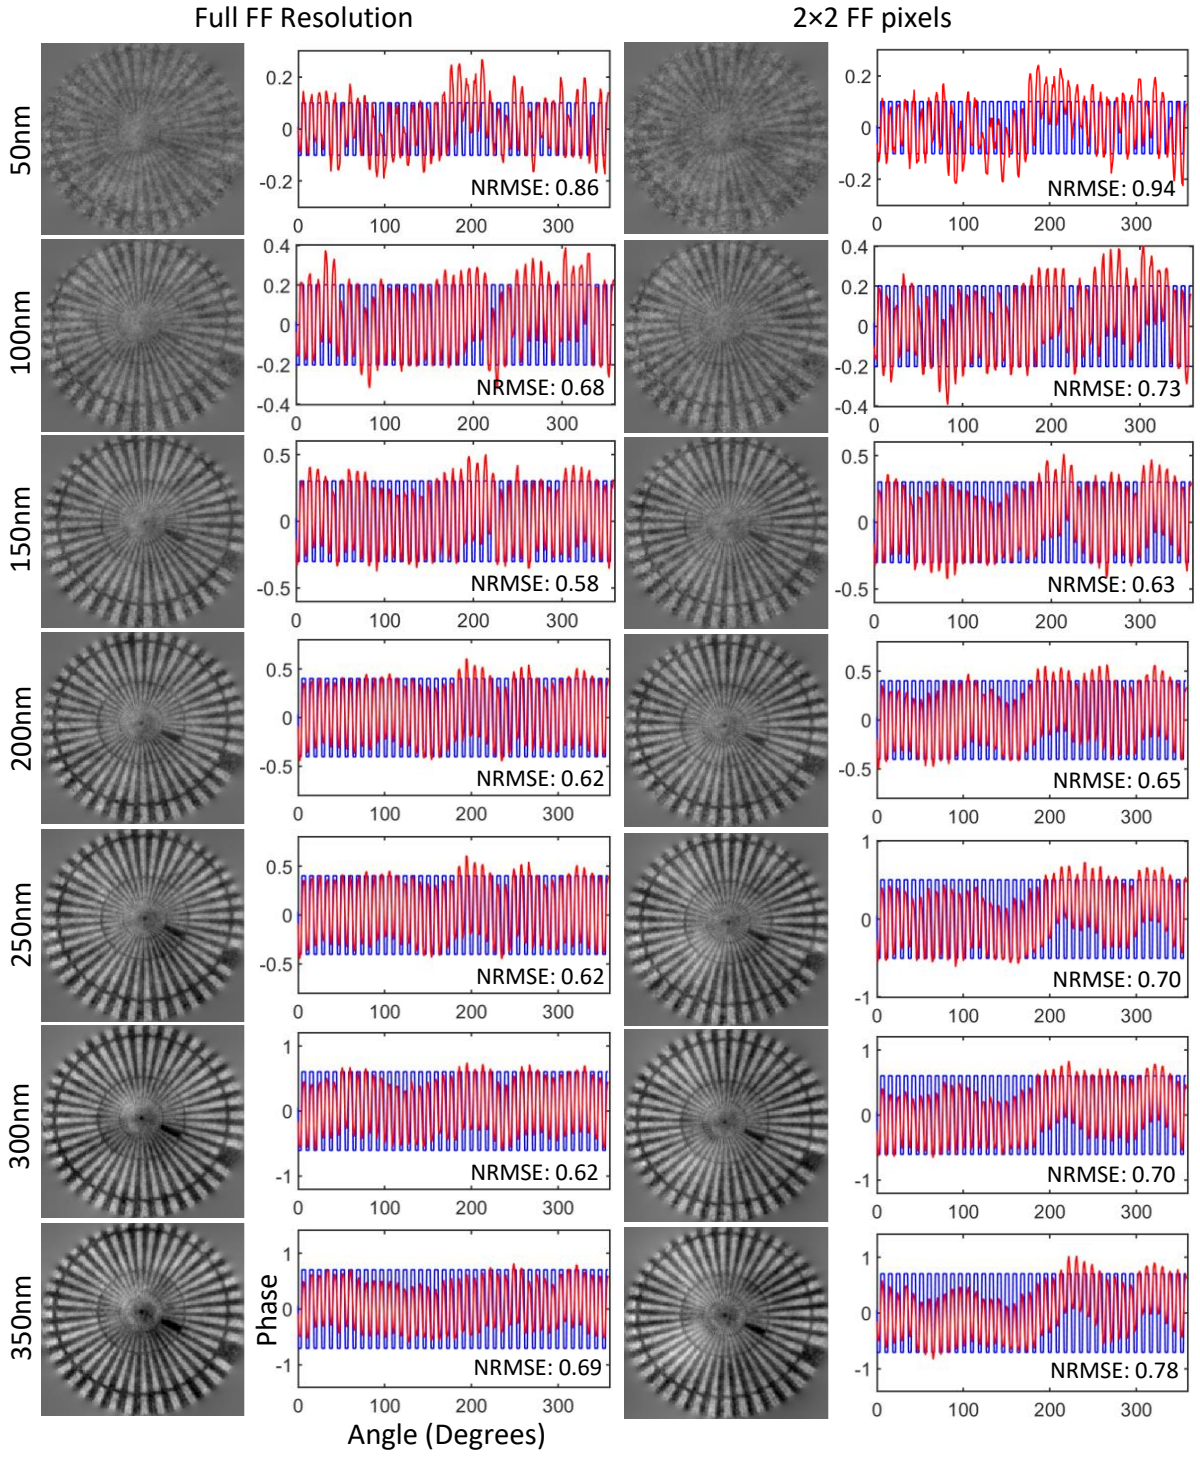 Full FF Resolution
2×2 FF pixels
50nm
0.2
0
-0.2
NRMSE: 0.86
0 100 200 300
0.2
0
-0.2
NRMSE: 0.94
0 100 200 300
100nm
0.4
0.2
0
-0.2
-0.4
NRMSE: 0.68
0 100 200 300
0.4
0.2
0
-0.2
-0.4
NRMSE: 0.73
0 100 200 300
150nm
0.5
0
-0.5
NRMSE: 0.58
0 100 200 300
0.5
0
-0.5
NRMSE: 0.63
0 100 200 300
200nm
0.5
0
-0.5
NRMSE: 0.62
0 100 200 300
0.5
0
-0.5
NRMSE: 0.65
0 100 200 300
250nm
0.5
0
-0.5
NRMSE: 0.62
0 100 200 300
1
0
-1
NRMSE: 0.70
0 100 200 300
300nm
1
0
-1
NRMSE: 0.62
0 100 200 300
1
0
-1
NRMSE: 0.70
0 100 200 300
350nm
Phase
1
0
-1
NRMSE: 0.69
0 100 200 300
Angle (Degrees)
1
0
-1
NRMSE: 0.78
0 100 200 300